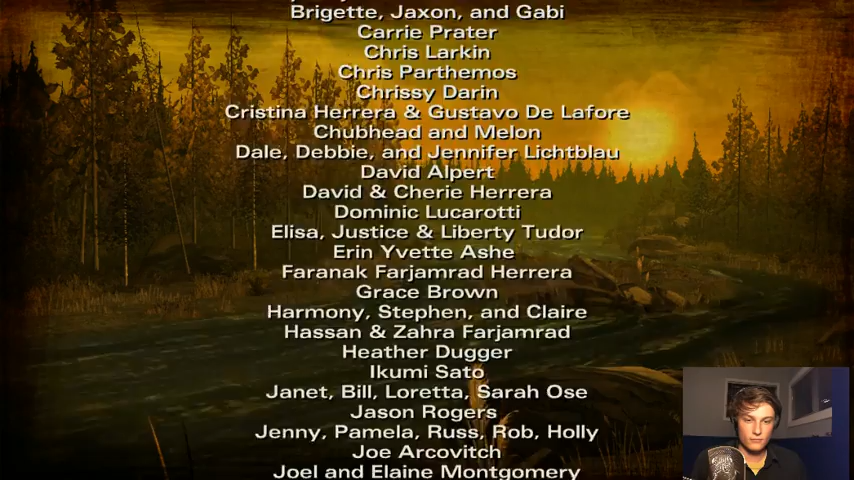 Brigette, Jaxon, and Gabi
Carrie Prater
Chris Larkin
Chris Parthemos
Chrissy Darin
Cristina Herrera & Gustavo De Lafore
Chubhead and Melon
Dale, Debbie, and Jennifer Lichtblau
David Alpert
David & Cherie Herrera
Dominic Lucarotti
Elisa, Justice & Liberty Tudor
Erin Yvette Ashe
Faranak Farjamrad Herrera
Grace Brown
Harmony, Stephen, and Claire
Hassan & Zahra Farjamrad
Heather Dugger
Ikumi Sato
Janet, Bill, Loretta, Sarah Ose
Jason Rogers
Jenny, Pamela, Russ, Rob, Holly
Joe Arcovitch
Joel and Elaine Montgomery